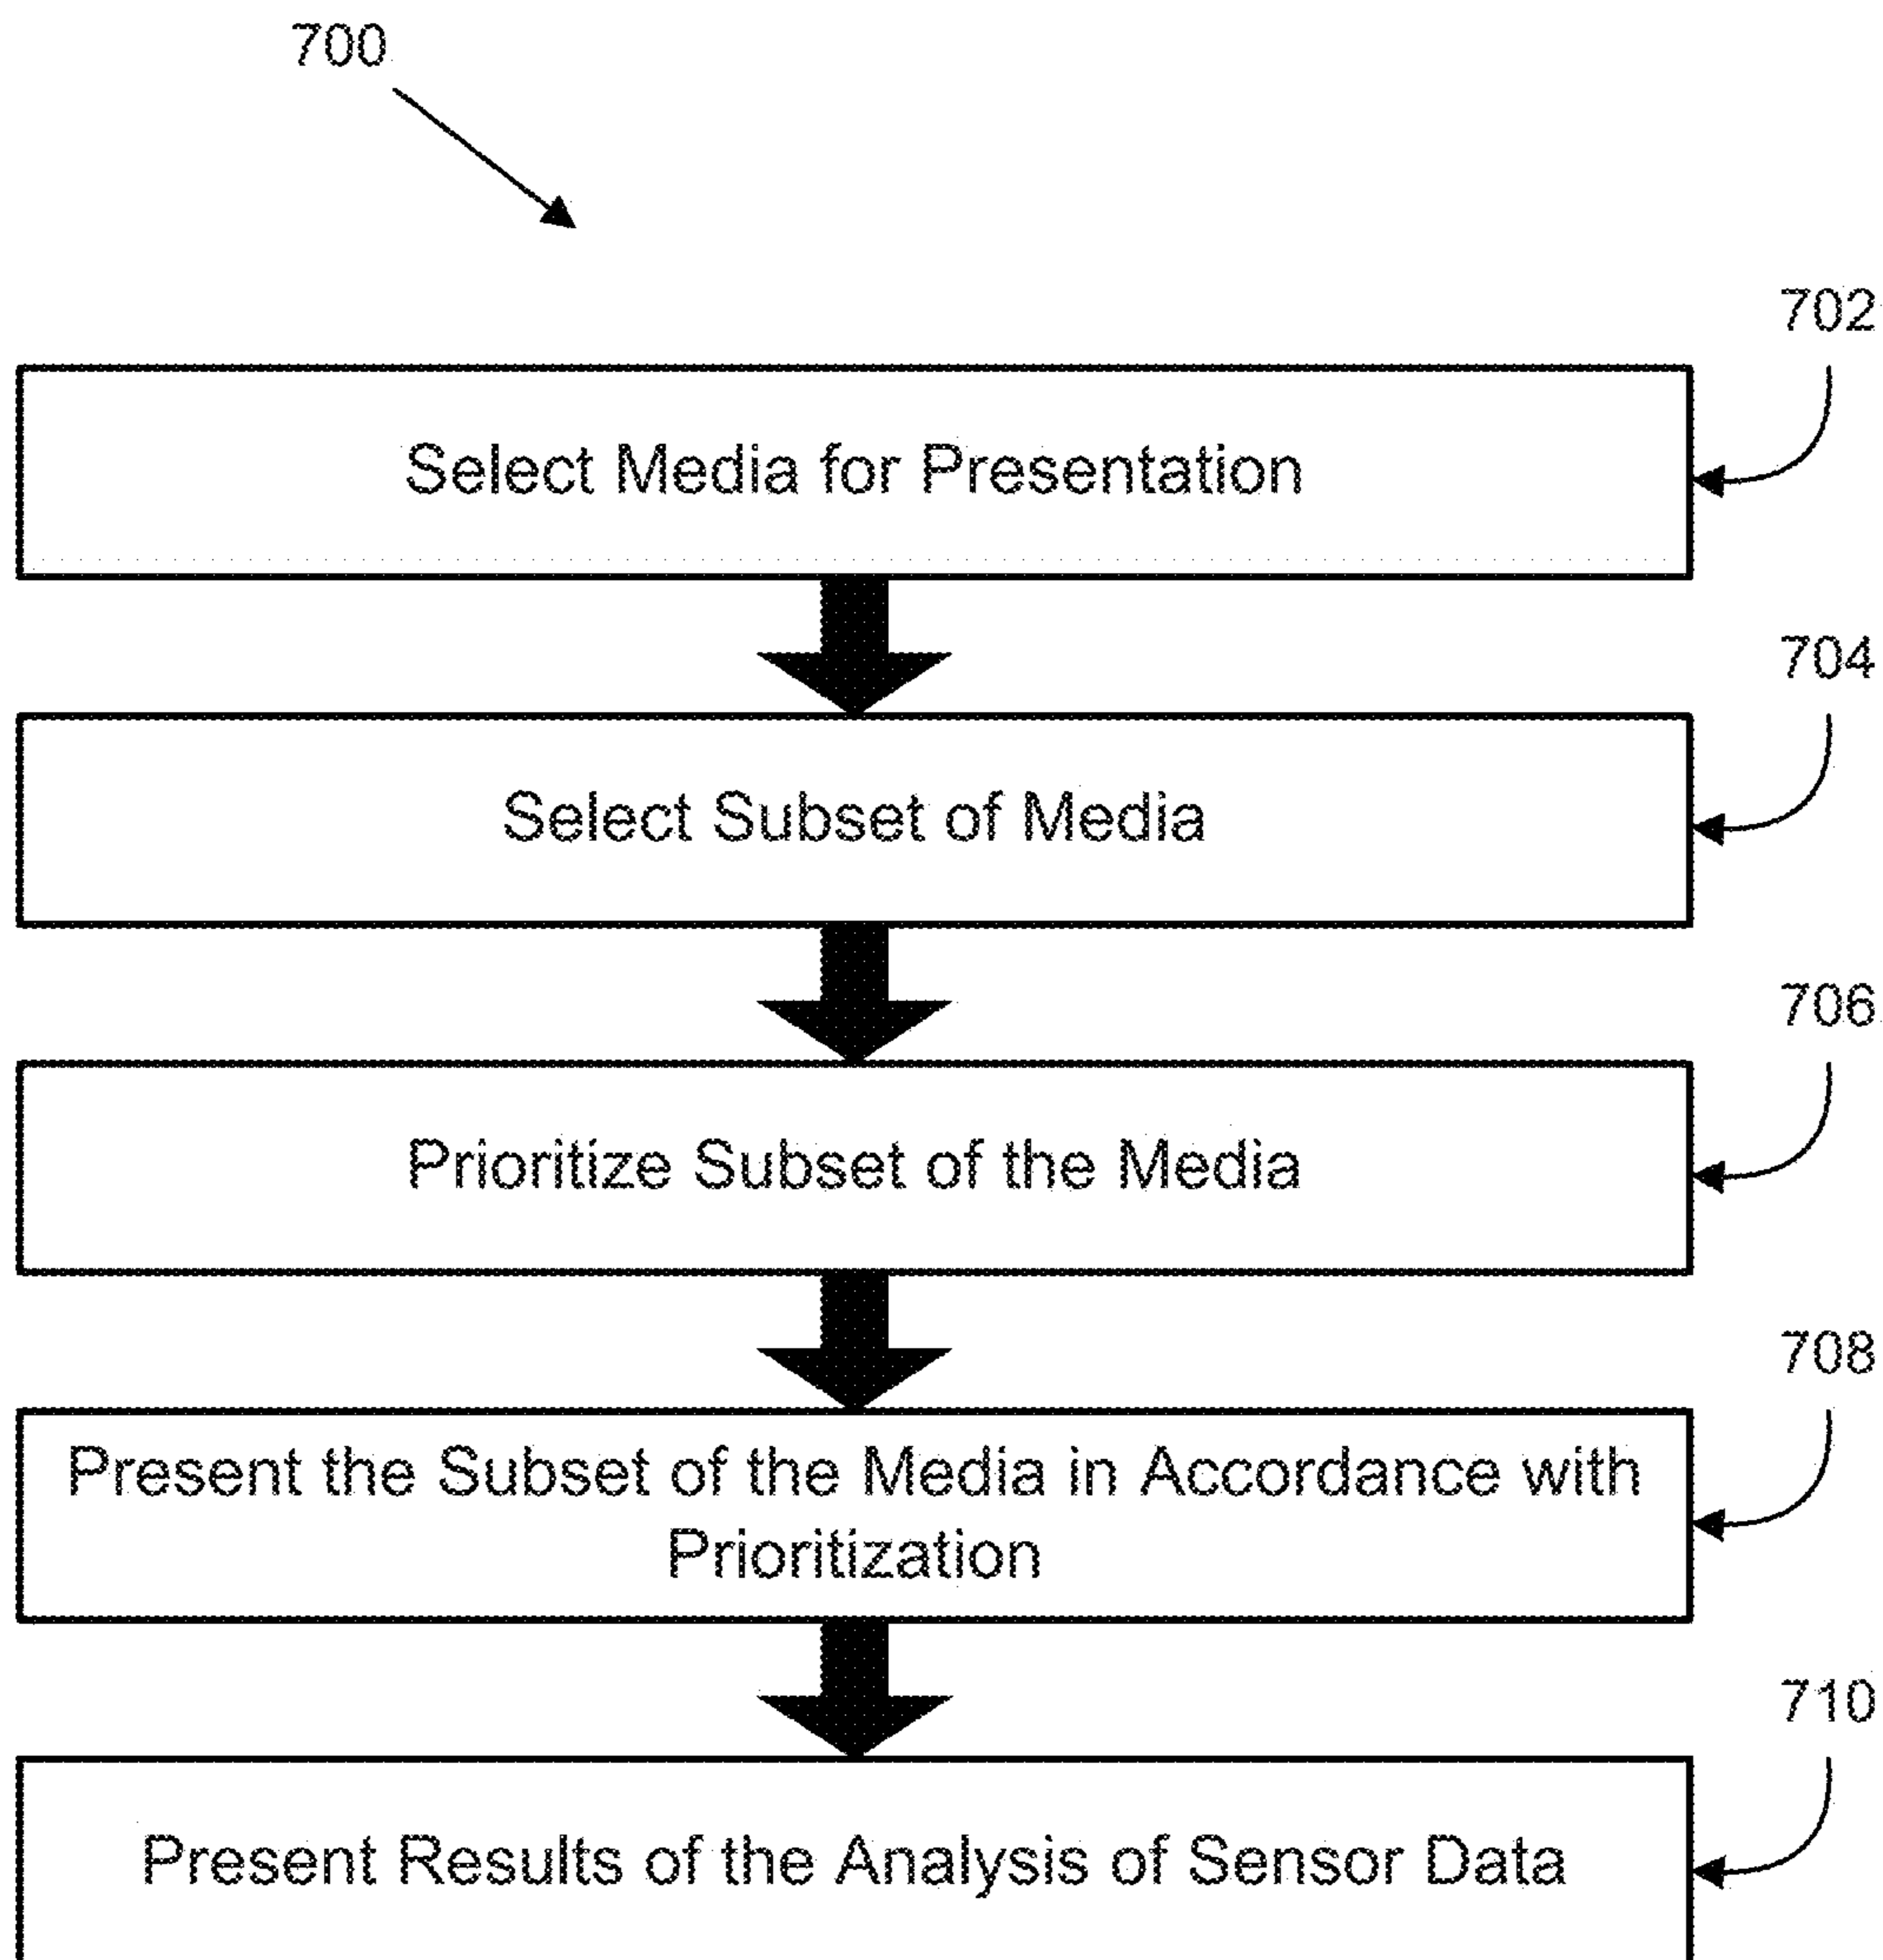 700
702
Select Media for Presentation
704
Select Subset of Media
706
Prioritize Subset of the Media
708
Present the Subset of the Media in Accordance with
Prioritization
710
Present Results of the Analysis of Sensor Data